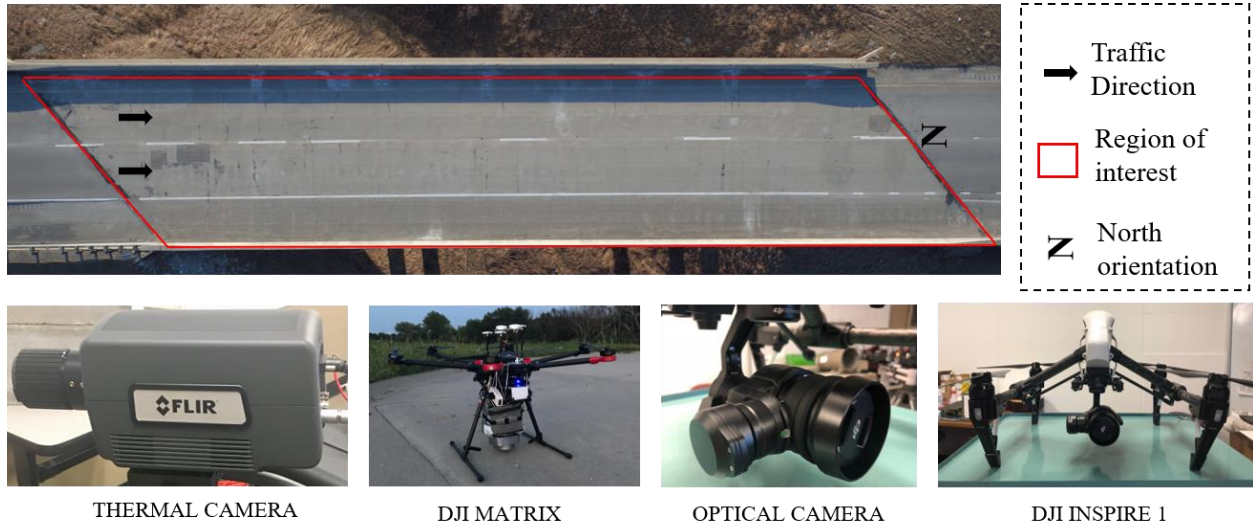 Traffic
Direction
Region of
interest
Z
Z
North
orientation
FLIR
THERMAL CAMERA
DJI MATRIX
OPTICAL CAMERA
DJI INSPIRE 1